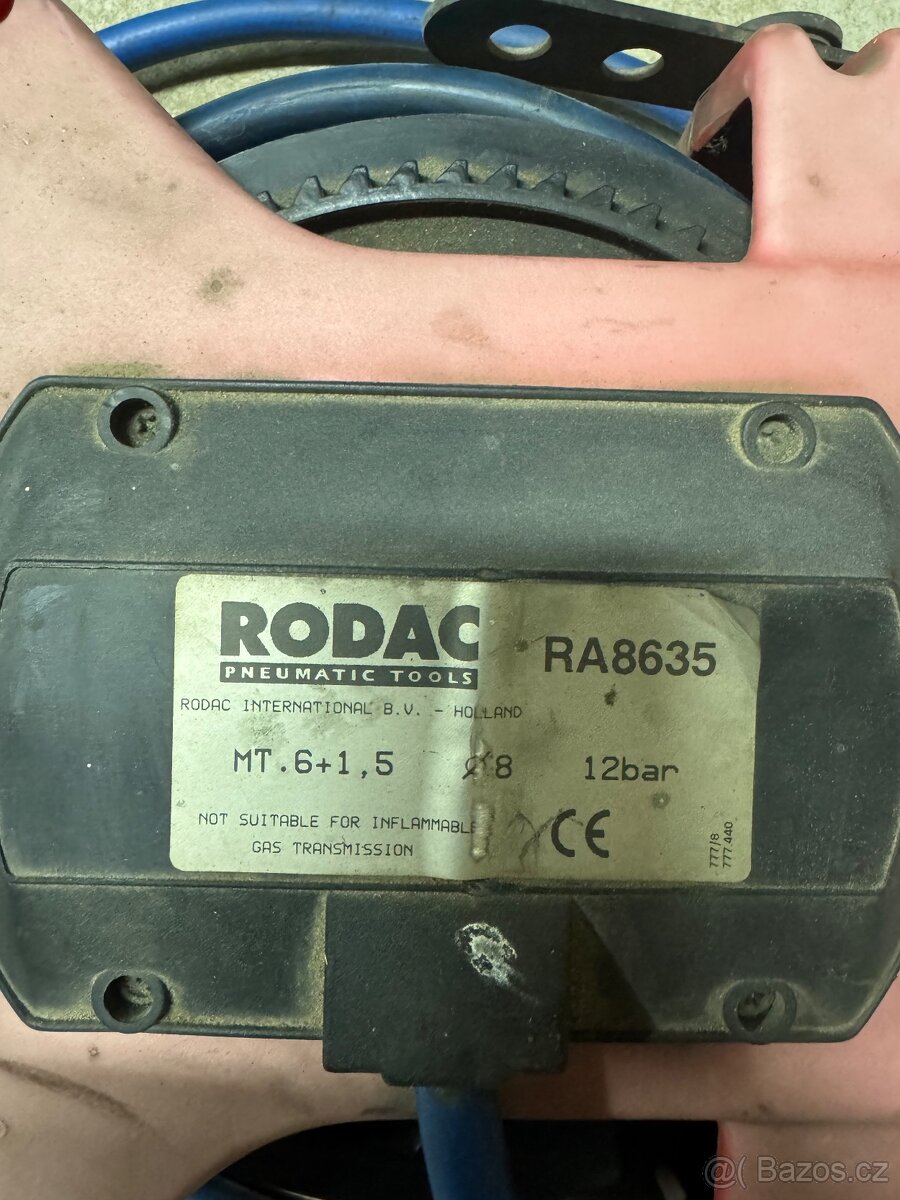 RODAC
PNEUMATIC TOOLS
RA8635
RODAC INTERNATIONAL B.V. - HOLLAND
MT.6+1,5 Ø8 12bar
NOT SUITABLE FOR INFLAMMABLE
GAS TRANSMISSION
CE
777/8
777.440
@( Bazos.cz